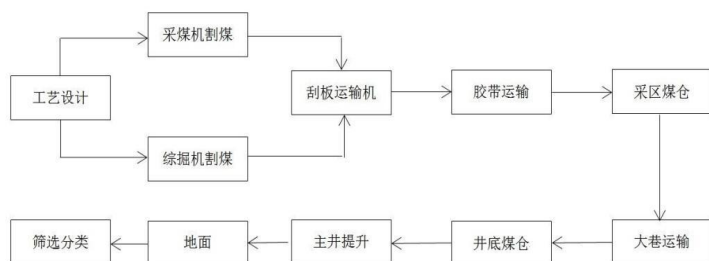 采煤机割煤
工艺设计
刮板运输机
胶带运输
采区煤仓
综掘机割煤
筛选分类
地面
主井提升
井底煤仓
大巷运输